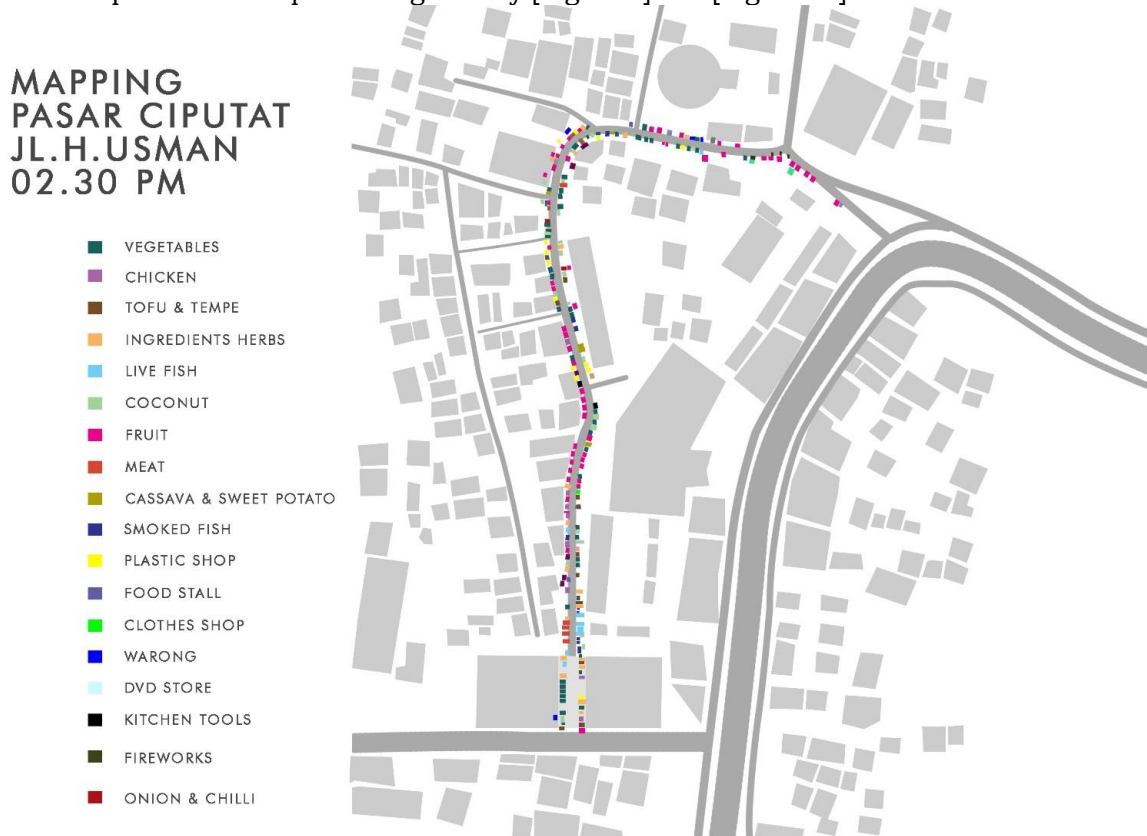 MAPPING
PASAR CIPUTAT
JL.H.USMAN
02.30 PM
VEGETABLES
CHICKEN
TOFU & TEMPE
INGREDIENTS HERBS
LIVE FISH
COCONUT
FRUIT
MEAT
CASSAVA & SWEET POTATO
SMOKED FISH
PLASTIC SHOP
FOOD STALL
CLOTHES SHOP
WARONG
DVD STORE
KITCHEN TOOLS
FIREWORKS
ONION & CHILLI